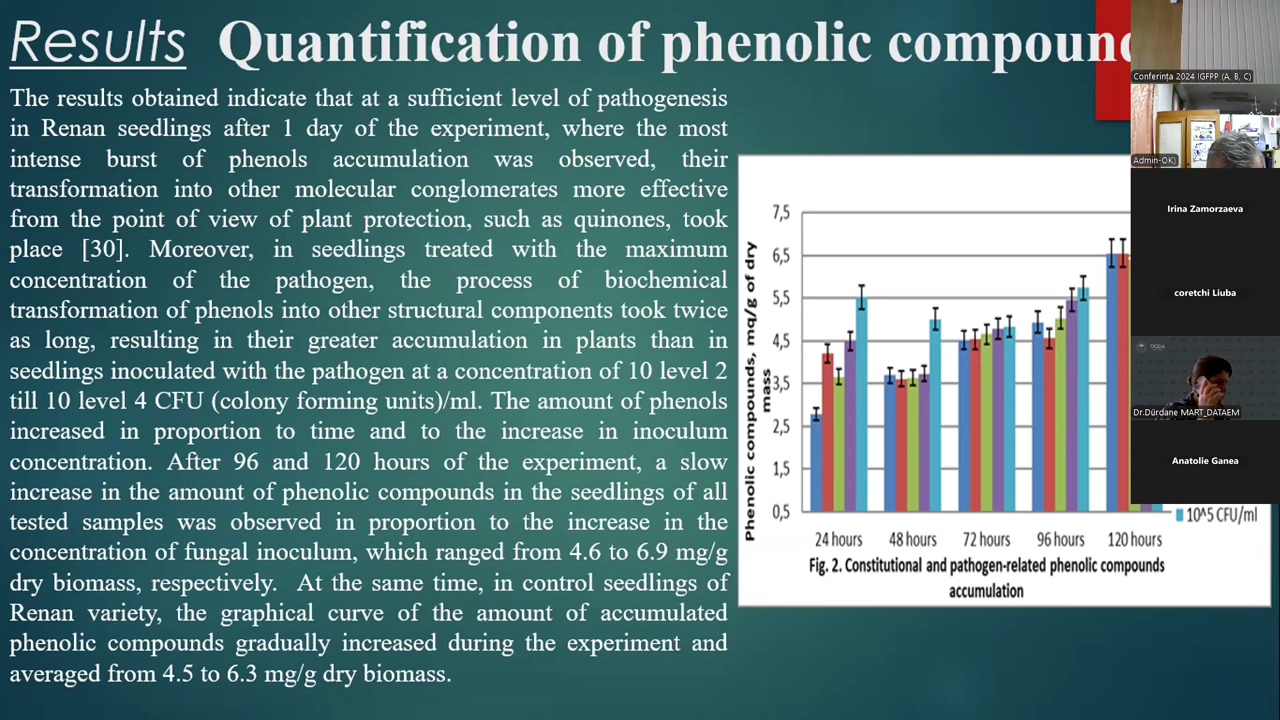 Results Quantification of phenolic compound
The results obtained indicate that at a sufficient level of pathogenesis
in Renan seedlings after 1 day of the experiment, where the most
intense burst of phenols accumulation was observed, their
transformation into other molecular conglomerates more effective
from the point of view of plant protection, such as quinones, took
place [30]. Moreover, in seedlings treated with the maximum
concentration of the pathogen, the process of biochemical
transformation of phenols into other structural components took twice
as long, resulting in their greater accumulation in plants than in
seedlings inoculated with the pathogen at a concentration of 10 level 2
till 10 level 4 CFU (colony forming units)/ml. The amount of phenols
increased in proportion to time and to the increase in inoculum
concentration. After 96 and 120 hours of the experiment, a slow
increase in the amount of phenolic compounds in the seedlings of all
tested samples was observed in proportion to the increase in the
concentration of fungal inoculum, which ranged from 4.6 to 6.9 mg/g
dry biomass, respectively. At the same time, in control seedlings of
Renan variety, the graphical curve of the amount of accumulated
phenolic compounds gradually increased during the experiment and
averaged from 4.5 to 6.3 mg/g dry biomass.
Phenolic compounds, mq/g of dry
mass
7,5
6,5
5,5
4,5
3,5
2,5
1,5
0,5
24 hours 48 hours 72 hours 96 hours 120 hours
10^5 CFU/ml
Fig. 2. Constitutional and pathogen-related phenolic compounds
accumulation
Conferința 2024 IGFPP (A, B, C)
Admin-OK)
Irina Zamorzaeva
coretchi Liuba
Dr.Dürdane MART_DATAEM
Anatolie Ganea